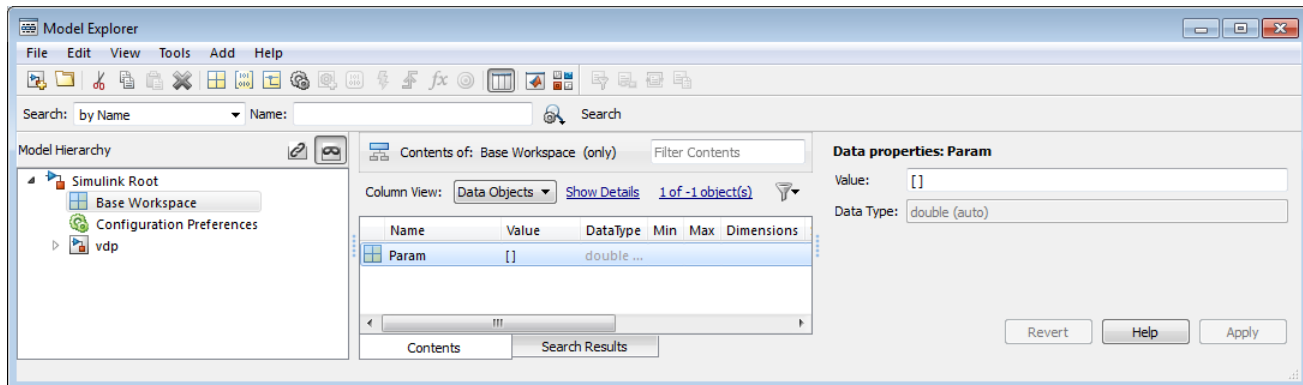 Model Explorer
File Edit View Tools Add Help
fx
Search: by Name Name: Search
Model Hierarchy
Simulink Root
Base Workspace
Configuration Preferences
vdp
Contents of: Base Workspace (only) Filter Contents
Column View: Data Objects Show Details 1 of -1 object(s)
Name Value DataType Min Max Dimensions
Param [] double ...
Contents Search Results
Data properties: Param
Value: []
Data Type: double (auto)
Revert Help Apply